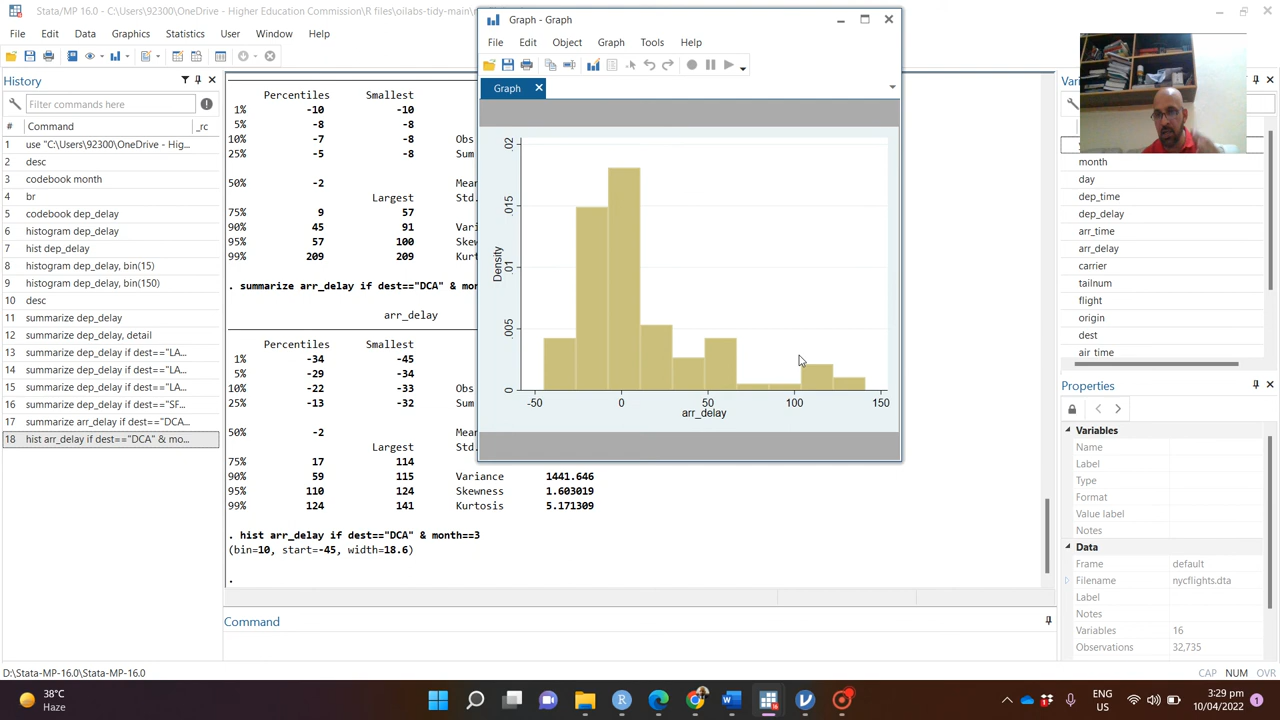 Stata/MP 16.0 - C:\Users\92300\OneDrive - Higher Education Commission\R files\oilabs-tidy-main\
File Edit Data Graphics Statistics User Window Help
History
Filter commands here
# Command _rc
1 use "C:\Users\92300\OneDrive - Hig...
2 desc
3 codebook month
4 br
5 codebook dep_delay
6 histogram dep_delay
7 hist dep_delay
8 histogram dep_delay, bin(15)
9 histogram dep_delay, bin(150)
10 desc
11 summarize dep_delay
12 summarize dep_delay, detail
13 summarize dep_delay if dest=="LA...
14 summarize dep_delay if dest=="LA...
15 summarize dep_delay if dest=="LA...
16 summarize dep_delay if dest=="SF...
17 summarize arr_delay if dest=="DCA...
18 hist arr_delay if dest=="DCA" & mo...
Percentiles Smallest
1% -10 -10
5% -8 -8
10% -7 -8 Obs
25% -5 -8 Sum
50% -2 Mea
Largest Std.
75% 9 57
90% 45 91 Vari
95% 57 100 Skew
99% 209 209 Kurt
. summarize arr_delay if dest=="DCA" & mo
arr_delay
Percentiles Smallest
1% -34 -45
5% -29 -34
10% -22 -33 Obs
25% -13 -32 Sum
50% -2 Mea
Largest Std.
75% 17 114
90% 59 115 Variance 1441.646
95% 110 124 Skewness 1.603019
99% 124 141 Kurtosis 5.171309
. hist arr_delay if dest=="DCA" & month==3
(bin=10, start=-45, width=18.6)
.
Command
Graph - Graph
File Edit Object Graph Tools Help
Graph
Density
0 .005 .01 .015 .02
-50 0 50 100 150
arr_delay
Vari
month
day
dep_time
dep_delay
arr_time
arr_delay
carrier
tailnum
flight
origin
dest
air time
Properties
Variables
Name
Label
Type
Format
Value label
Notes
Data
Frame default
Filename nycflights.dta
Label
Notes
Variables 16
Observations 32,735
D:\Stata-MP-16.0\Stata-MP-16.0
CAP NUM OVR
38°C
Haze
ENG
US
3:29 pm
10/04/2022
1